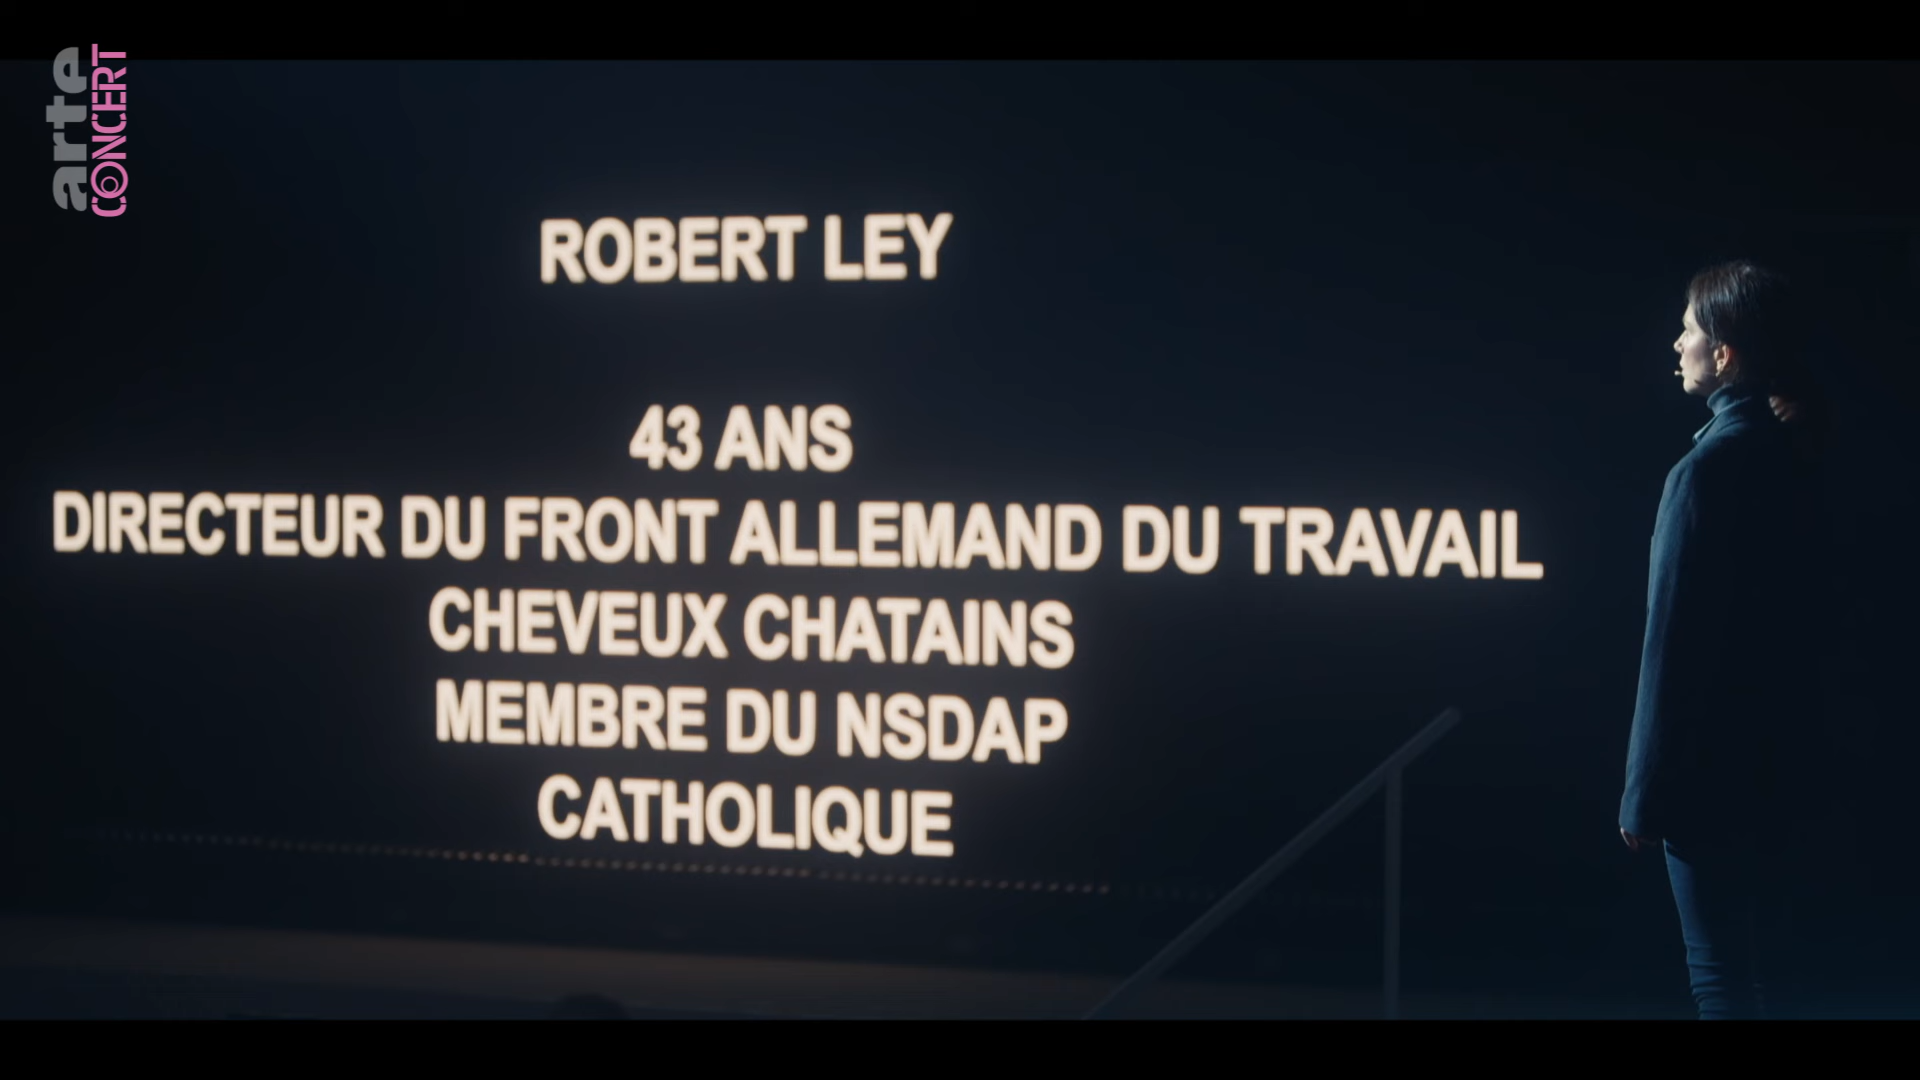 arte
CONCERT
ROBERT LEY
43 ANS
DIRECTEUR DU FRONT ALLEMAND DU TRAVAIL
CHEVEUX CHATAINS
MEMBRE DU NSDAP
CATHOLIQUE